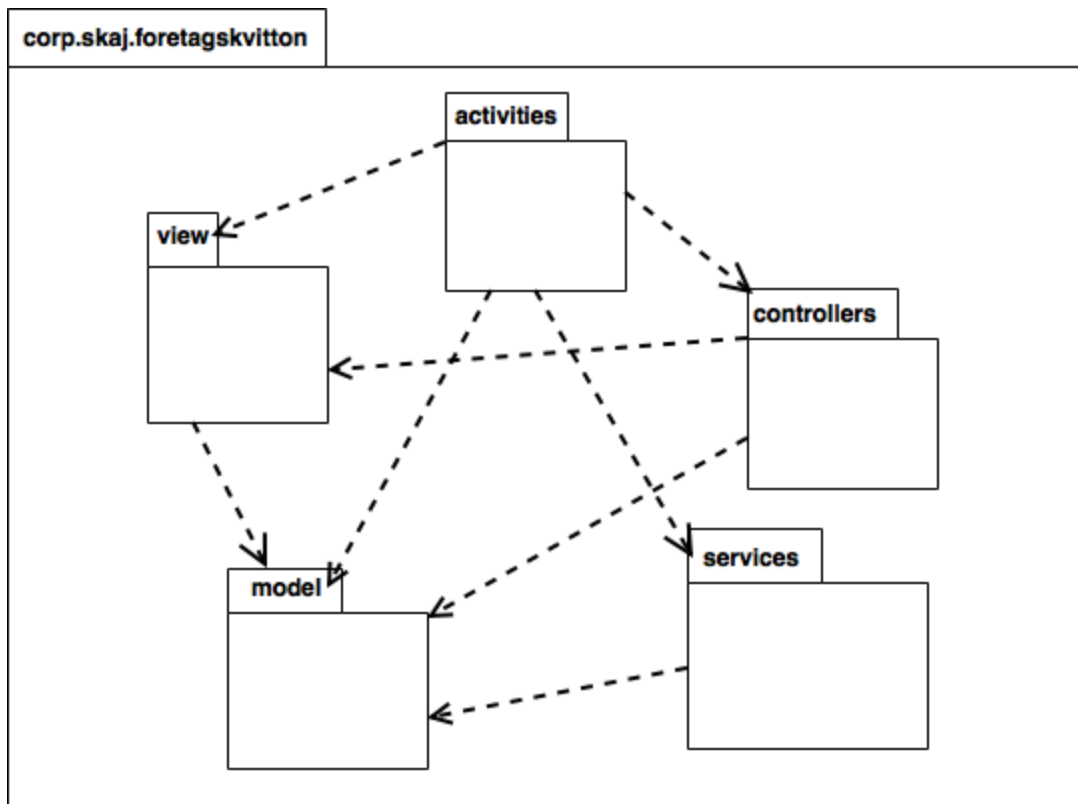 corp.skaj.foretagskvitton
activities
view
controllers
services
model